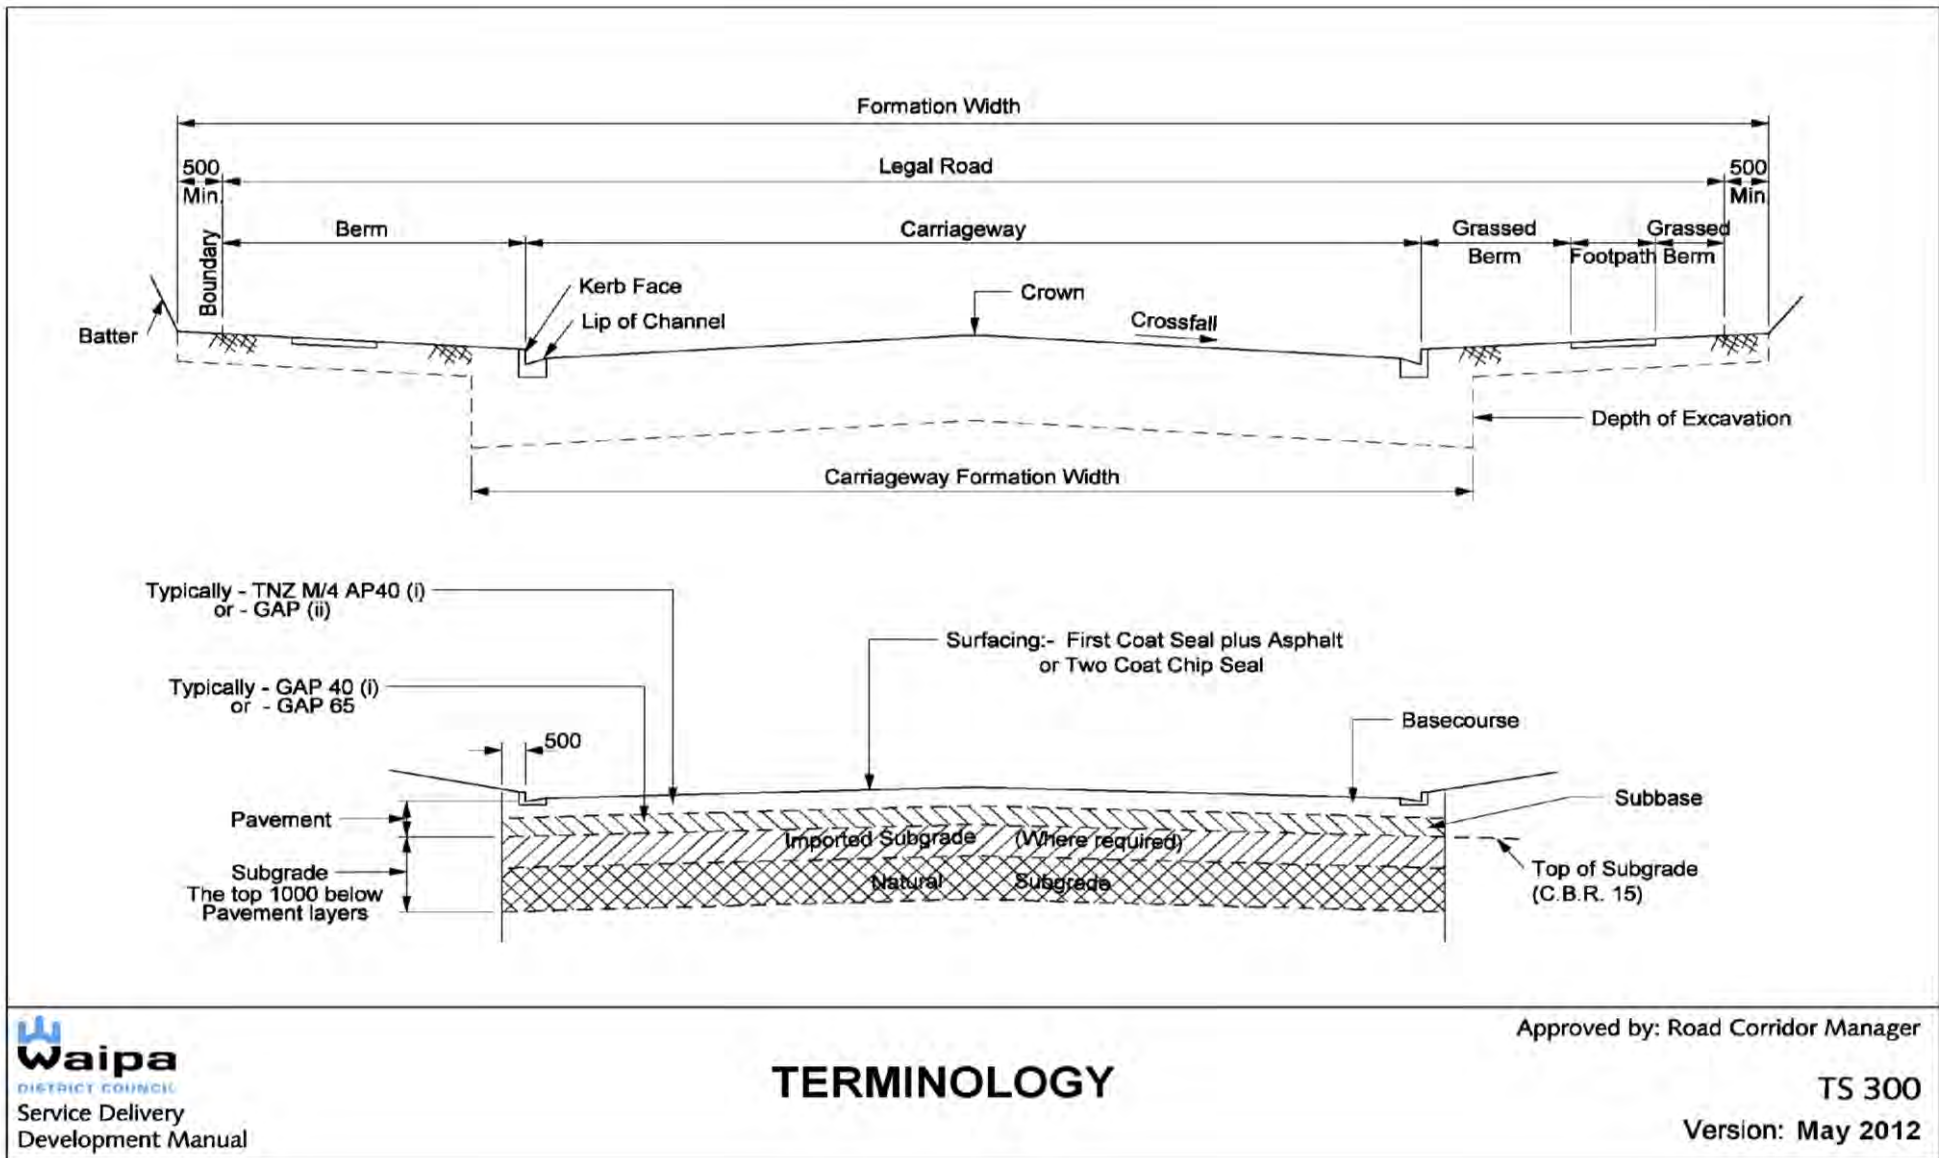 Formation Width
500
Min.
Legal Road
500
Min.
Boundary
Berm
Carriageway
Grassed
Berm
Footpath
Grassed
Berm
Kerb Face
Lip of Channel
Crown
Crossfall
Batter
Depth of Excavation
Carriageway Formation Width
Typically - TNZ M/4 AP40 (i)
or - GAP (ii)
Surfacing:- First Coat Seal plus Asphalt
or Two Coat Chip Seal
Typically - GAP 40 (i)
or - GAP 65
500
Basecourse
Subbase
Pavement
Imported Subgrade (Where required)
Subgrade
The top 1000 below
Pavement layers
Natural Subgrade
Top of Subgrade
(C.B.R. 15)
Waipa
DISTRICT COUNCIL
Service Delivery
Development Manual
TERMINOLOGY
Approved by: Road Corridor Manager
TS 300
Version: May 2012